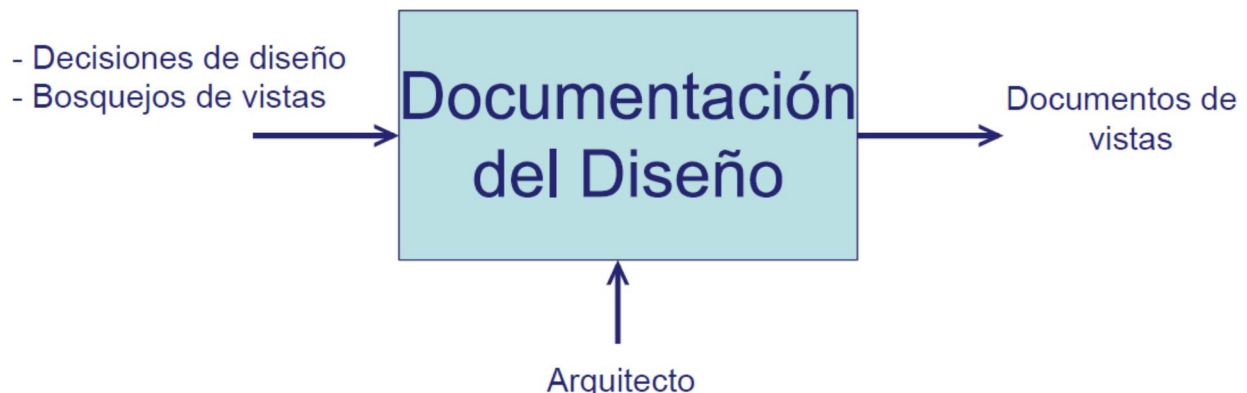 - Decisiones de diseño
- Bosquejos de vistas
Documentación
del Diseño
Documentos de
vistas
Arquitecto